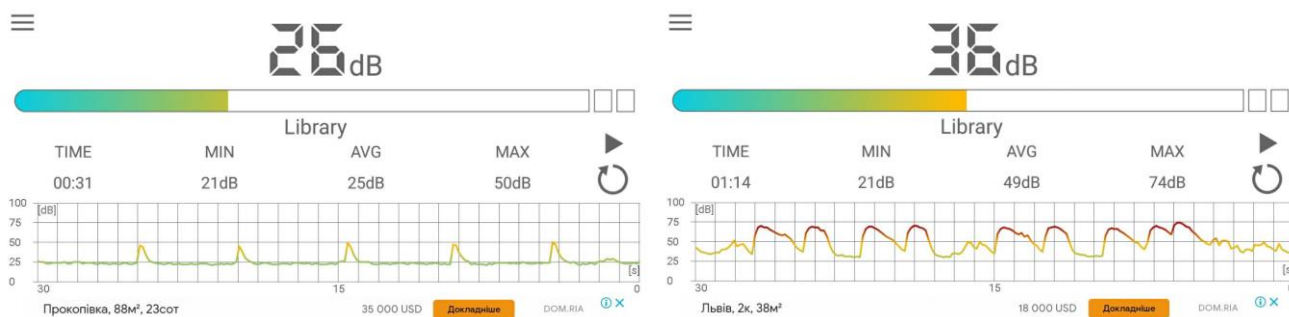 26dB
Library
TIME MIN AVG MAX
00:31 21dB 25dB 50dB
100
[dB]
75
50
25
[s]
0
30 15 0
Прокопівка, 88м², 23сот 35 000 USD Докладніше DOM.RIA
36dB
Library
TIME MIN AVG MAX
01:14 21dB 49dB 74dB
100
[dB]
75
50
25
[s]
0
30 15
Львів, 2к, 38м² 18 000 USD Докладніше DOM.RIA